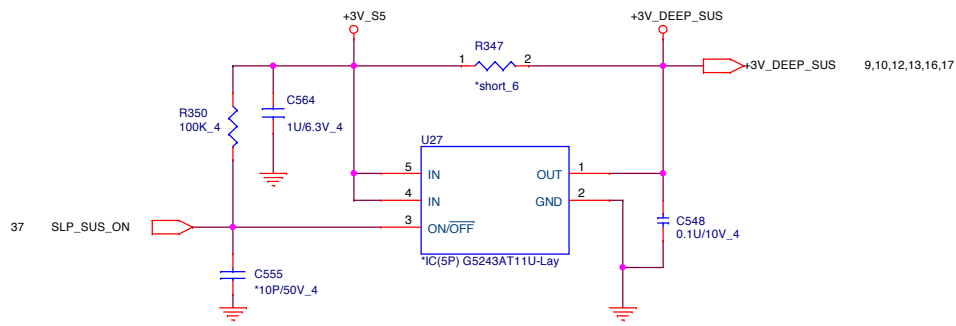 +3V_S5
+3V_DEEP_SUS
R347
1
2
*short_6
+3V_DEEP_SUS
9,10,12,13,16,17
C564
1U/6.3V_4
R350
100K_4
U27
5
IN
OUT
1
4
IN
GND
2
3
ON/OFF
37
SLP_SUS_ON
C548
0.1U/10V_4
*IC(5P) G5243AT11U-Lay
C555
*10P/50V_4